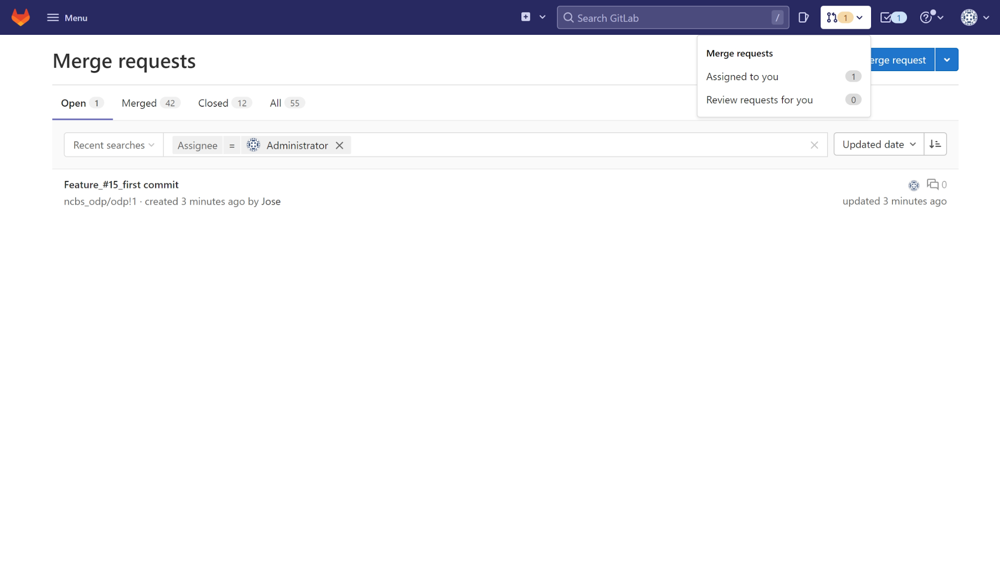 Menu
Search GitLab /
1
1
Merge requests
Merge requests
Assigned to you 1
Review requests for you 0
erge request
Open 1 Merged 42 Closed 12 All 55
Recent searches Assignee = Administrator
Updated date
Feature_#15_first commit
0
ncbs_odp/odp!1 · created 3 minutes ago by Jose
updated 3 minutes ago